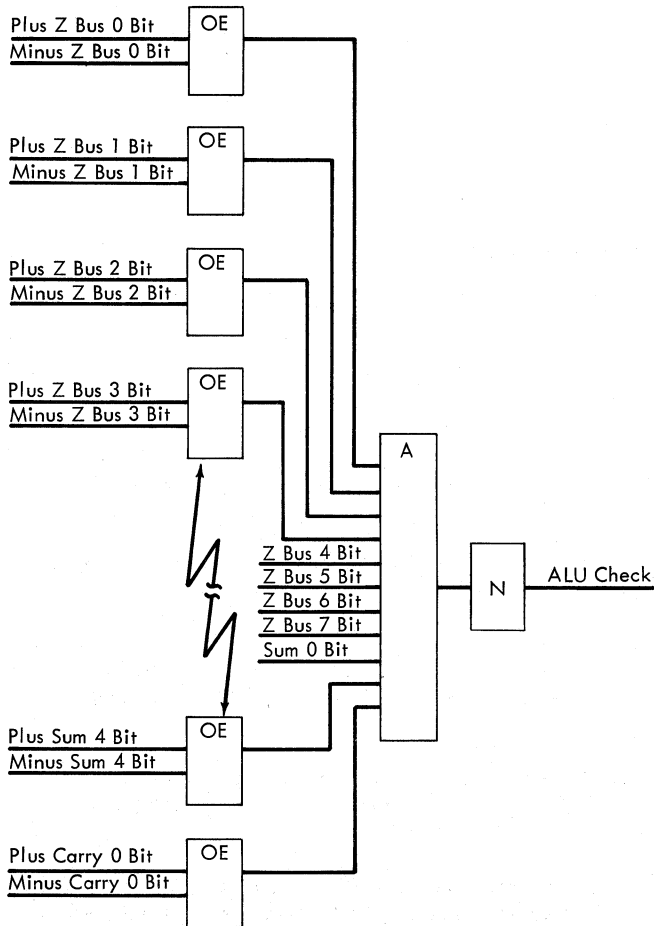 Plus Z Bus 0 Bit
OE
Minus Z Bus 0 Bit
Plus Z Bus 1 Bit
OE
Minus Z Bus 1 Bit
Plus Z Bus 2 Bit
OE
Minus Z Bus 2 Bit
Plus Z Bus 3 Bit
OE
Minus Z Bus 3 Bit
A
Z Bus 4 Bit
Z Bus 5 Bit
Z Bus 6 Bit
Z Bus 7 Bit
Sum 0 Bit
N
ALU Check
Plus Sum 4 Bit
OE
Minus Sum 4 Bit
Plus Carry 0 Bit
OE
Minus Carry 0 Bit